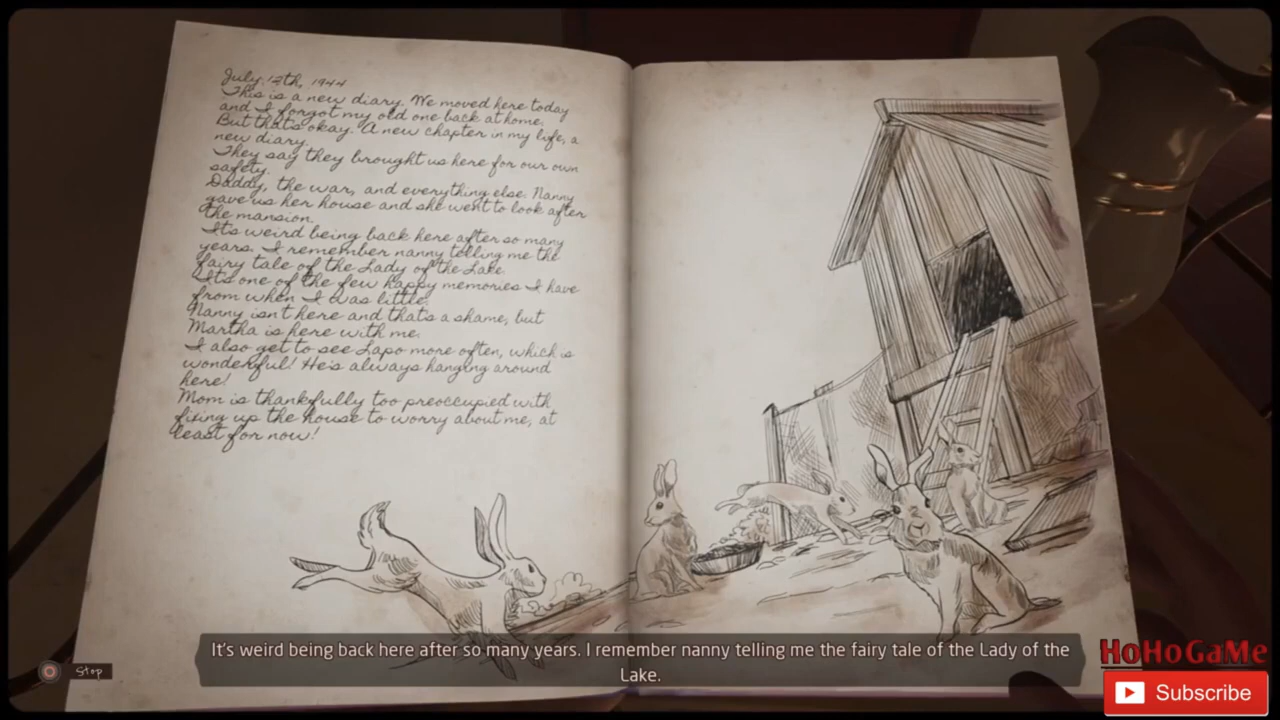 July 12th, 1944
This is a new diary. We moved here today
and I forgot my old one back at home.
But that's okay. A new chapter in my life, a
new diary.
They say they brought us here for our own
safety.
Daddy, the war, and everything else. Nanny
gave us her house and she went to look after
the mansion.
It's weird being back here after so many
years. I remember nanny telling me the
fairy tale of the Lady of the Lake.
It's one of the few happy memories I have
from when I was little.
Nanny isn't here and that's a shame, but
Martha is here with me.
I also get to see Lapo more often, which is
wonderful! He's always hanging around
here!
Mom is thankfully too preoccupied with
fixing up the house to worry about me, at
least for now!
It's weird being back here after so many years. I remember nanny telling me the fairy tale of the Lady of the
Lake.
Stop
HoHoGaMe
Subscribe